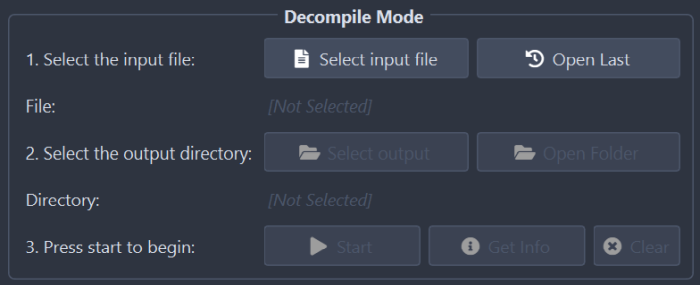 Decompile Mode
1. Select the input file: Select input file Open Last
File: [Not Selected]
2. Select the output directory: Select output Open Folder
Directory: [Not Selected]
3. Press start to begin: Start Get Info Clear